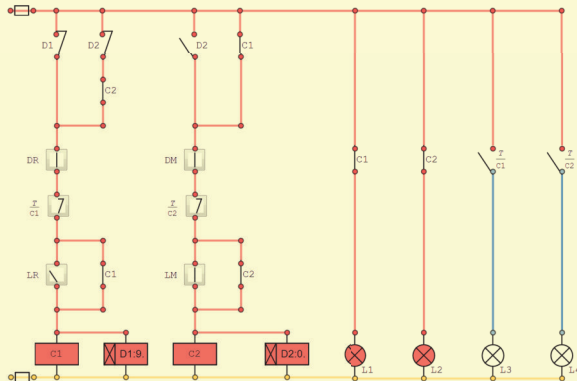 D1 D2 D2 C1
C2
DR DM C1 C2 T/C1 T/C2
T/C1 T/C2
LR C1 LM C2
C1 D1:9. C2 D2:0. L1 L2 L3 L4